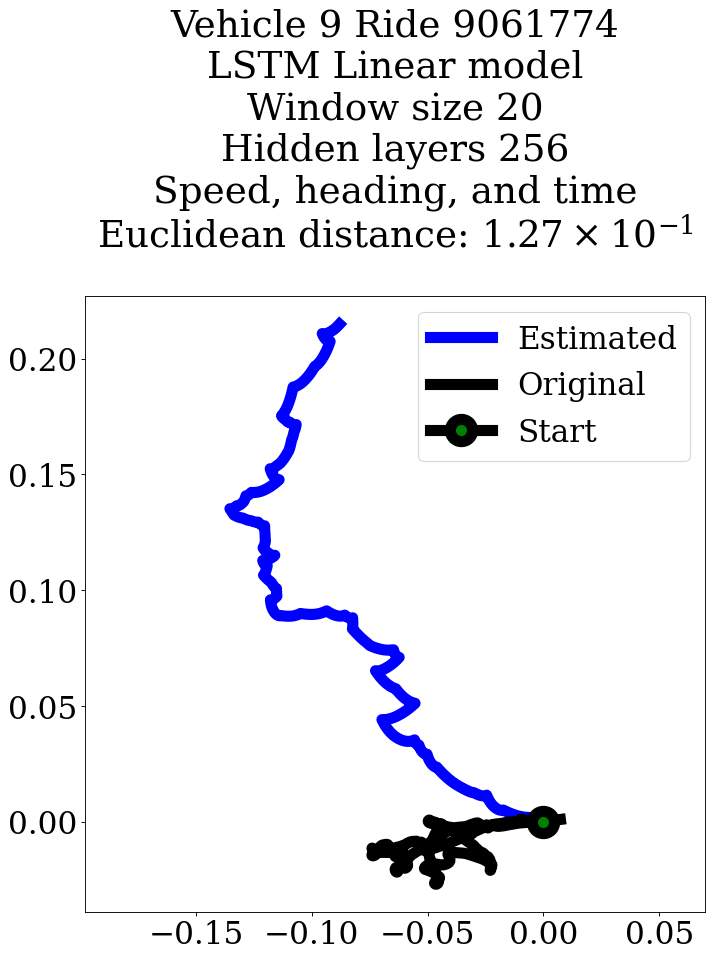 Vehicle 9 Ride 9061774
LSTM Linear model
Window size 20
Hidden layers 256
Speed, heading, and time
Euclidean distance: 1.27 × 10⁻¹
Estimated
Original
Start
0.20
0.15
0.10
0.05
0.00
−0.15 −0.10 −0.05 0.00 0.05